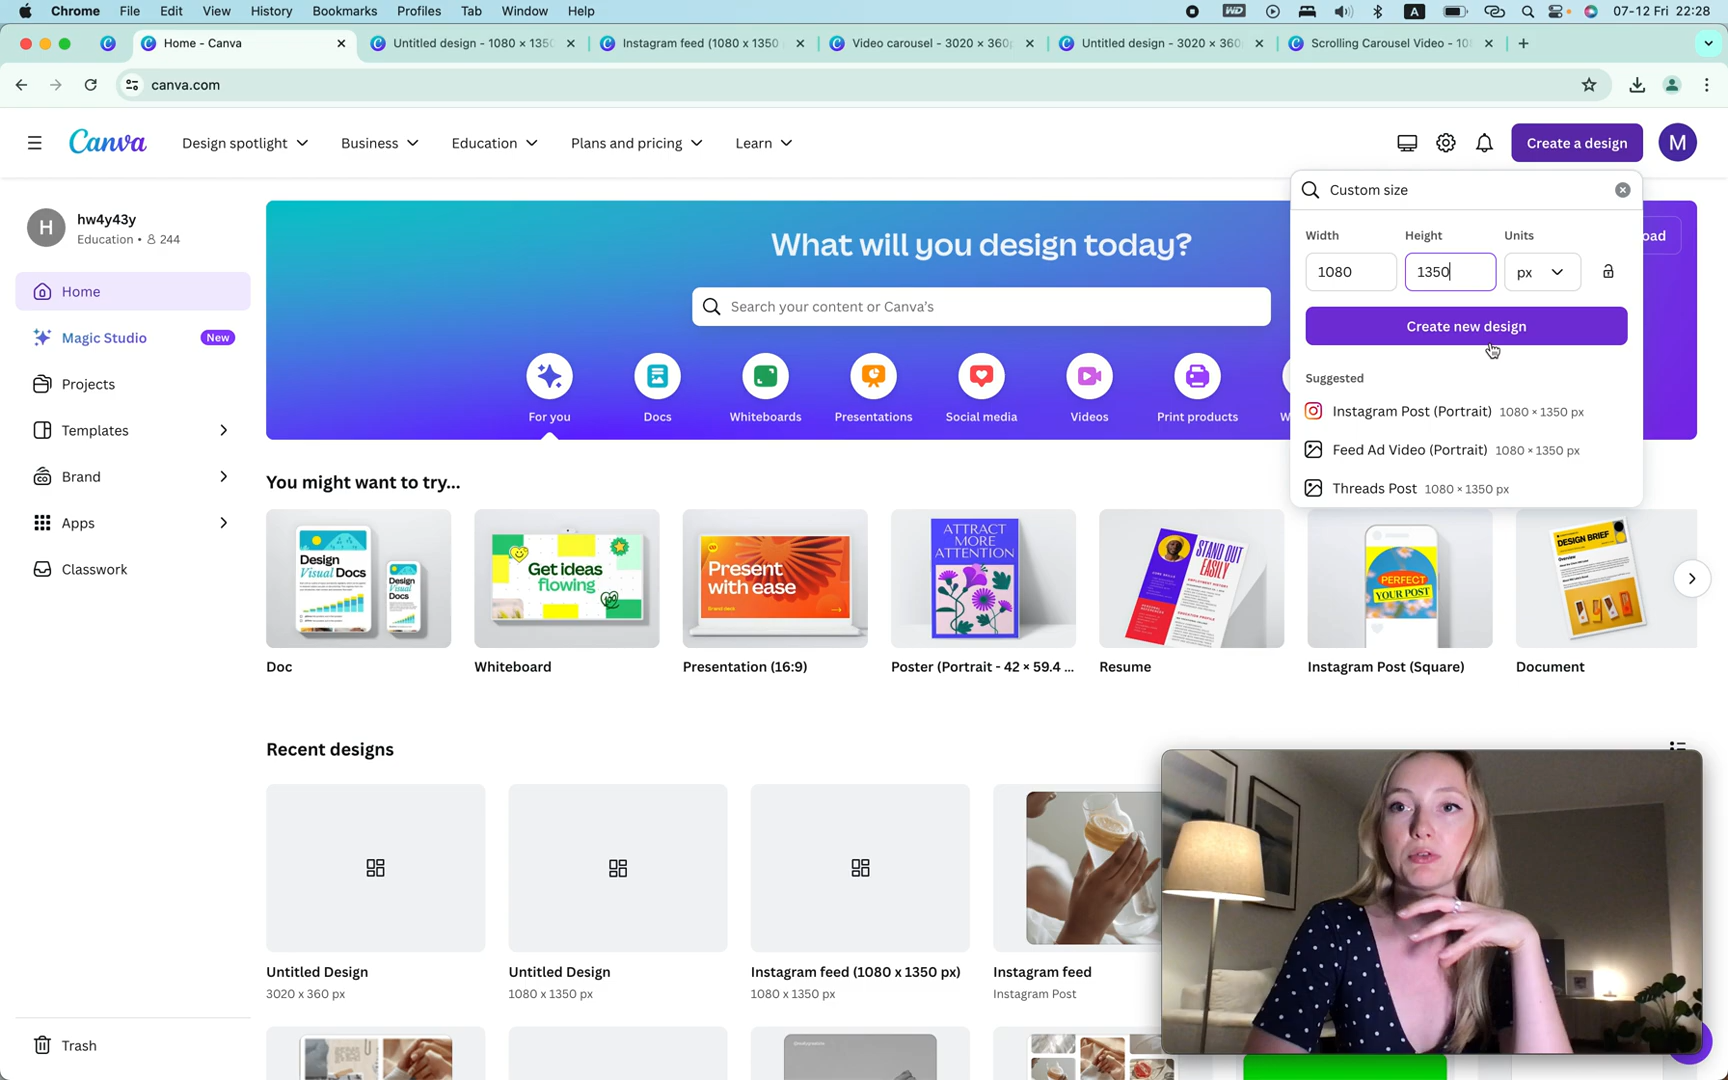 Chrome File Edit View History Bookmarks Profiles Tab Window Help
A 07-12 Fri 22:28
Home - Canva
Untitled design - 1080 × 135
Instagram feed (1080 x 1350
Video carousel - 3020 × 360
Untitled design - 3020 × 360
Scrolling Carousel Video - 10
canva.com
Canva
Design spotlight
Business
Education
Plans and pricing
Learn
Create a design
M
H
hw4y43y
Education • 244
Home
Magic Studio New
Projects
Templates
Brand
Apps
Classwork
Trash
What will you design today?
Search your content or Canva's
For you
Docs
Whiteboards
Presentations
Social media
Videos
Print products
Custom size
Width Height Units
1080 1350 px
Create new design
Suggested
Instagram Post (Portrait) 1080 × 1350 px
Feed Ad Video (Portrait) 1080 × 1350 px
Threads Post 1080 × 1350 px
You might want to try...
Design
Visual Docs
Design
Visual Docs
Get ideas
flowing
Present
with ease
ATTRACT
MORE
ATTENTION
STAND OUT
EASILY
PERFECT
YOUR POST
DESIGN BRIEF
Doc
Whiteboard
Presentation (16:9)
Poster (Portrait - 42 × 59.4 ...
Resume
Instagram Post (Square)
Document
Recent designs
Untitled Design
3020 x 360 px
Untitled Design
1080 x 1350 px
Instagram feed (1080 x 1350 px)
1080 x 1350 px
Instagram feed
Instagram Post